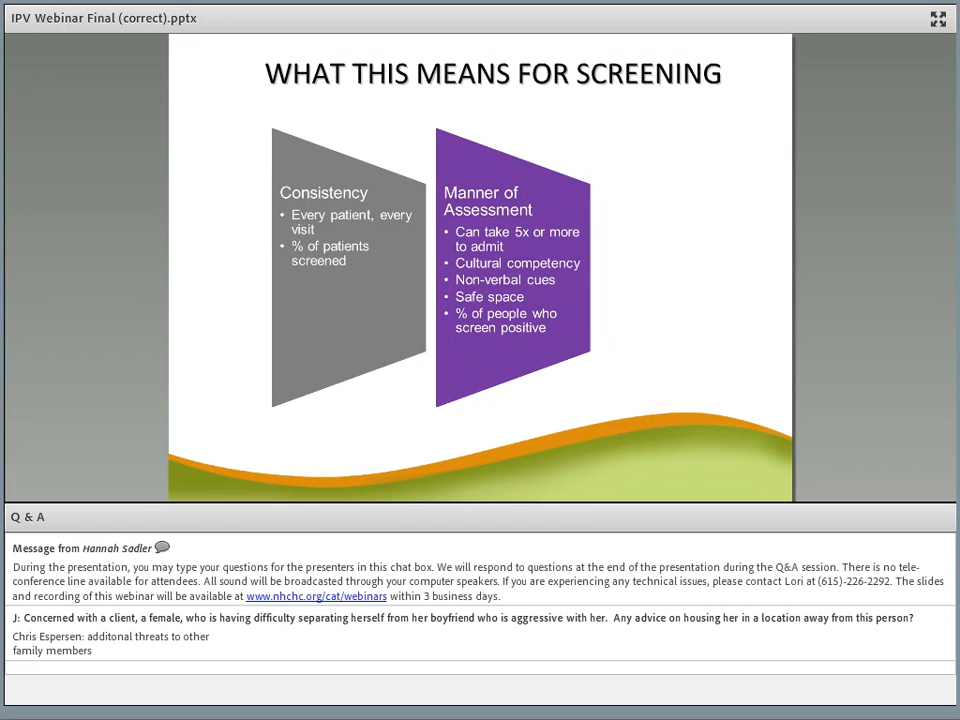 IPV Webinar Final (correct).pptx
WHAT THIS MEANS FOR SCREENING
Consistency
• Every patient, every
visit
• % of patients
screened
Manner of
Assessment
• Can take 5x or more
to admit
• Cultural competency
• Non-verbal cues
• Safe space
• % of people who
screen positive
Q & A
Message from Hannah Sadler
During the presentation, you may type your questions for the presenters in this chat box. We will respond to questions at the end of the presentation during the Q&A session. There is no tele-
conference line available for attendees. All sound will be broadcasted through your computer speakers. If you are experiencing any technical issues, please contact Lori at (615)-226-2292. The slides
and recording of this webinar will be available at www.nhchc.org/cat/webinars within 3 business days.
J: Concerned with a client, a female, who is having difficulty separating herself from her boyfriend who is aggressive with her.  Any advice on housing her in a location away from this person?
Chris Espersen: additonal threats to other
family members